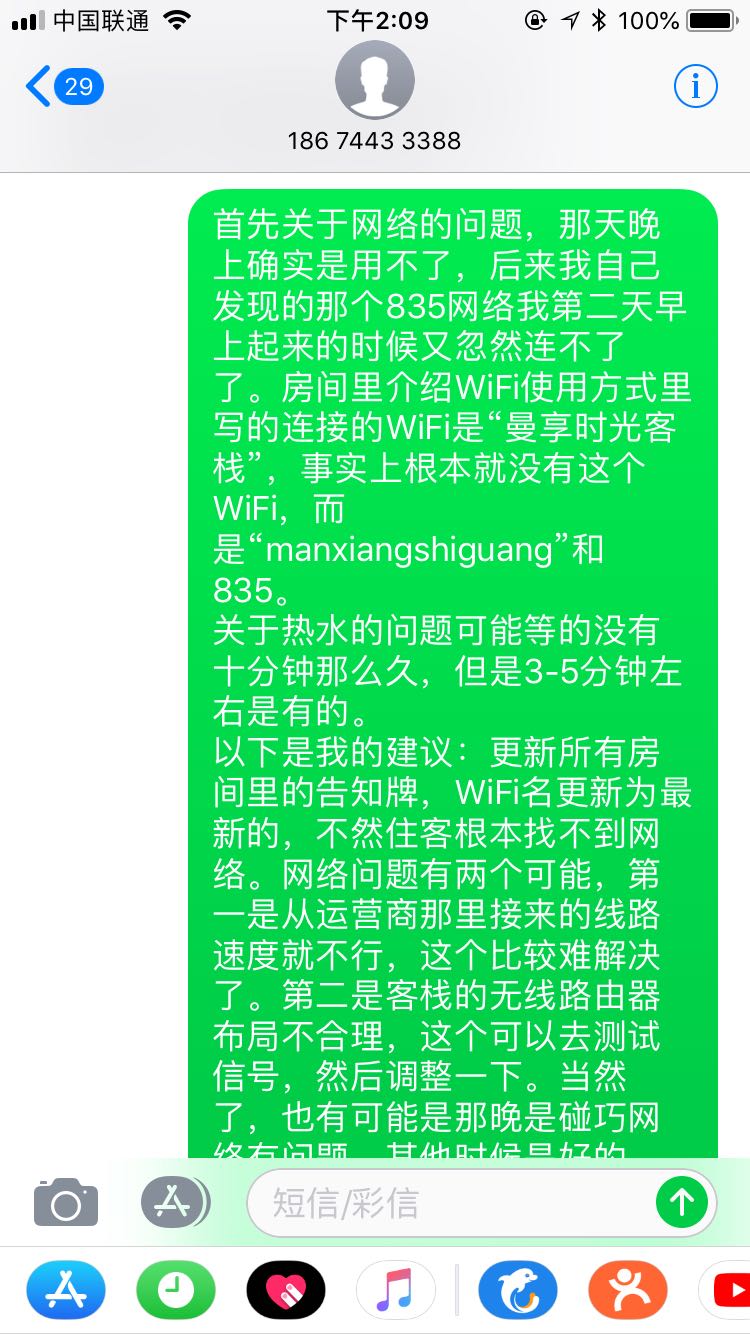 中国联通
下午2:09
100%
29
186 7443 3388
首先关于网络的问题，那天晚
上确实是用不了，后来我自己
发现的那个835网络我第二天早
上起来的时候又忽然连不了
了。房间里介绍WiFi使用方式里
写的连接的WiFi是“曼享时光客
栈”，事实上根本就没有这个
WiFi，而
是“manxiangshiguang”和
835。
关于热水的问题可能等的没有
十分钟那么久，但是3-5分钟左
右是有的。
以下是我的建议：更新所有房
间里的告知牌，WiFi名更新为最
新的，不然住客根本找不到网
络。网络问题有两个可能，第
一是从运营商那里接来的线路
速度就不行，这个比较难解决
了。第二是客栈的无线路由器
布局不合理，这个可以去测试
信号，然后调整一下。当然
了，也有可能是那晚是碰巧网
络有问题，其他时候是好的
短信/彩信